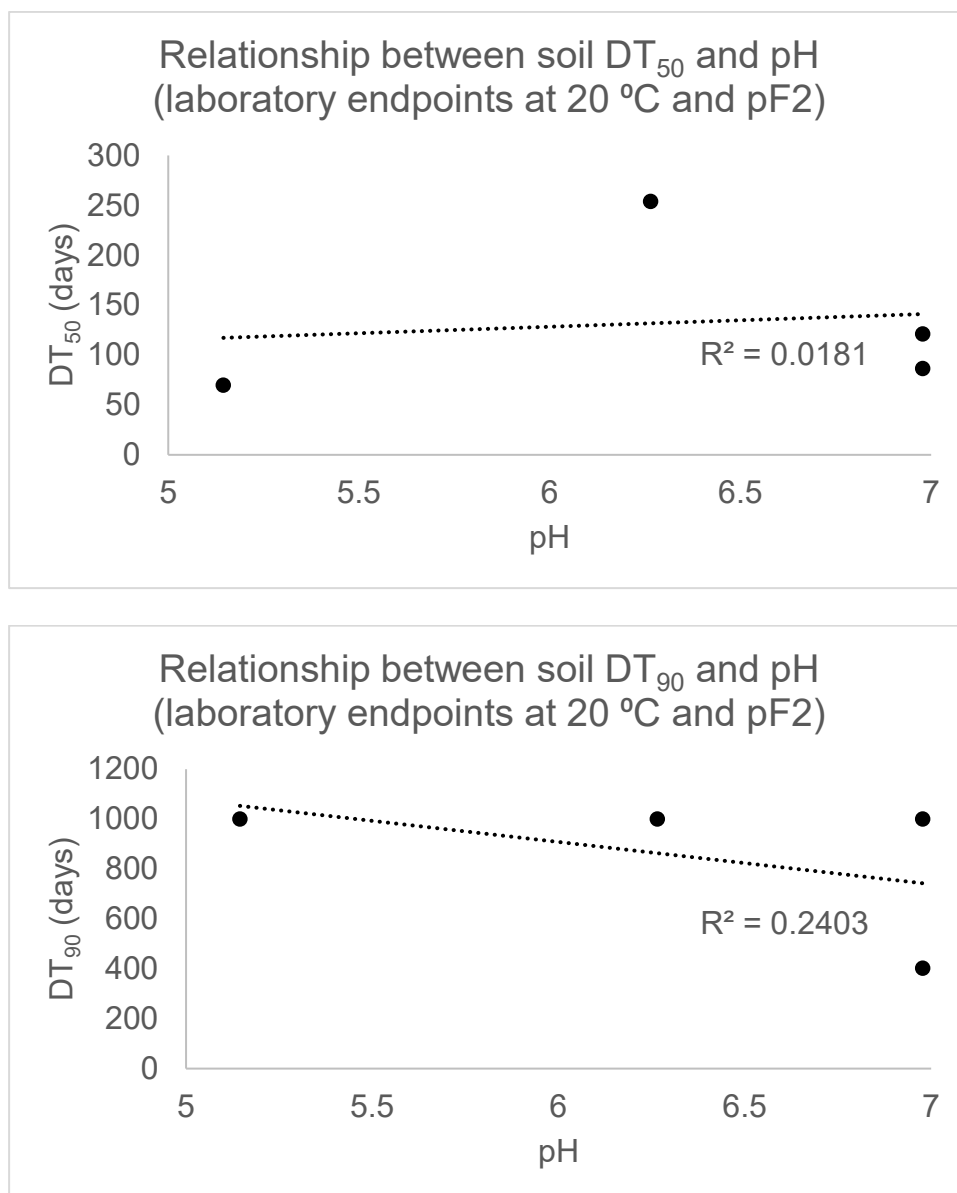 Relationship between soil DT₅₀ and pH
(laboratory endpoints at 20 ºC and pF2)
300
250
200
150
100
50
0
DT₅₀ (days)
R² = 0.0181
5 5.5 6 6.5 7
pH
Relationship between soil DT₉₀ and pH
(laboratory endpoints at 20 ºC and pF2)
1200
1000
800
600
400
200
0
DT₉₀ (days)
R² = 0.2403
5 5.5 6 6.5 7
pH